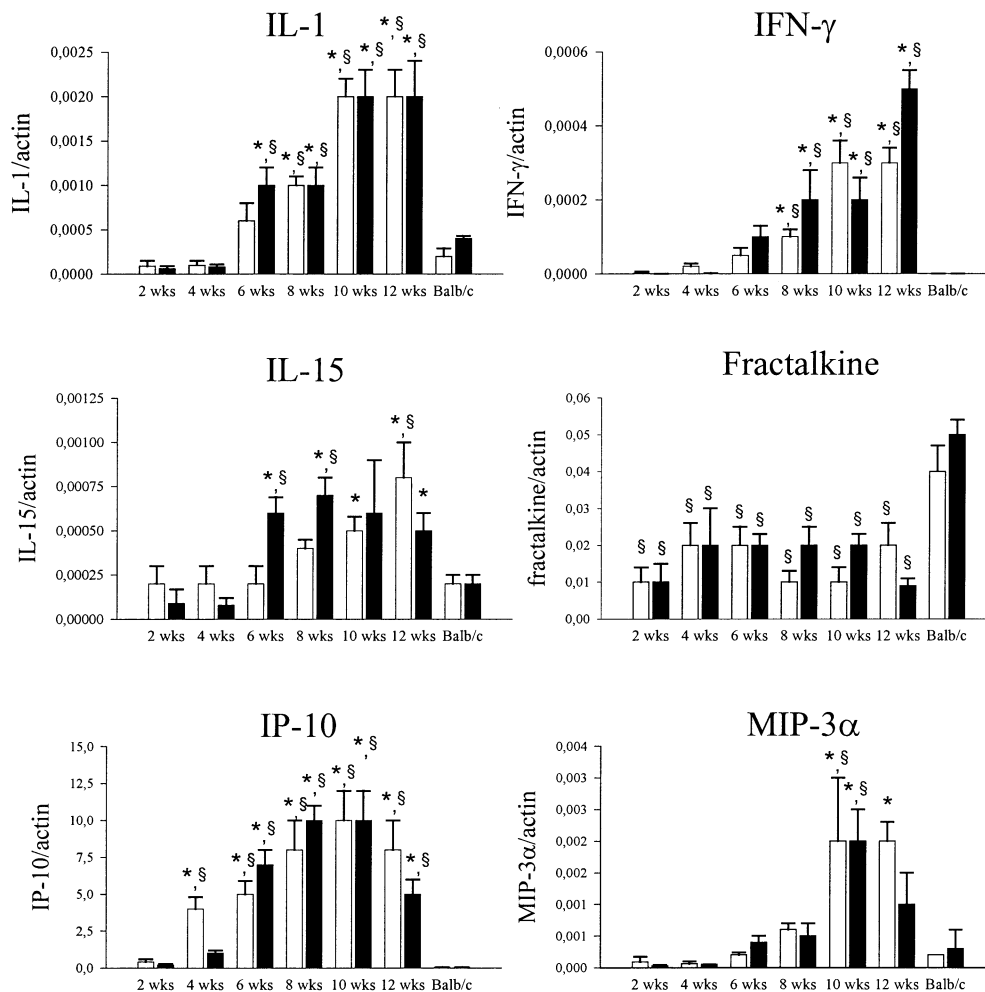 IL-1
IL-1/actin
0,0025
0,0020
0,0015
0,0010
0,0005
0,0000
*,§ *,§ *,§ *,§ *,§ *,§ *,§
2 wks 4 wks 6 wks 8 wks 10 wks 12 wks Balb/c
IFN-γ
IFN-γ/actin
0,0006
0,0004
0,0002
0,0000
*,§ *,§ *,§ *,§ *,§ *,§
2 wks 4 wks 6 wks 8 wks 10 wks 12 wks Balb/c
IL-15
IL-15/actin
0,00125
0,00100
0,00075
0,00050
0,00025
0,00000
*,§ *,§ * *,§ *
2 wks 4 wks 6 wks 8 wks 10 wks 12 wks Balb/c
Fractalkine
fractalkine/actin
0,06
0,05
0,04
0,03
0,02
0,01
0,00
§ § § § § § § § § § § §
2 wks 4 wks 6 wks 8 wks 10 wks 12 wks Balb/c
IP-10
IP-10/actin
15,0
12,5
10,0
7,5
5,0
2,5
0,0
*,§ *,§ *,§ *,§ *,§ *,§ *,§ *,§ *,§
2 wks 4 wks 6 wks 8 wks 10 wks 12 wks Balb/c
MIP-3α
MIP-3α/actin
0,004
0,003
0,003
0,002
0,002
0,001
0,001
0,000
*,§ *,§ *
2 wks 4 wks 6 wks 8 wks 10 wks 12 wks Balb/c